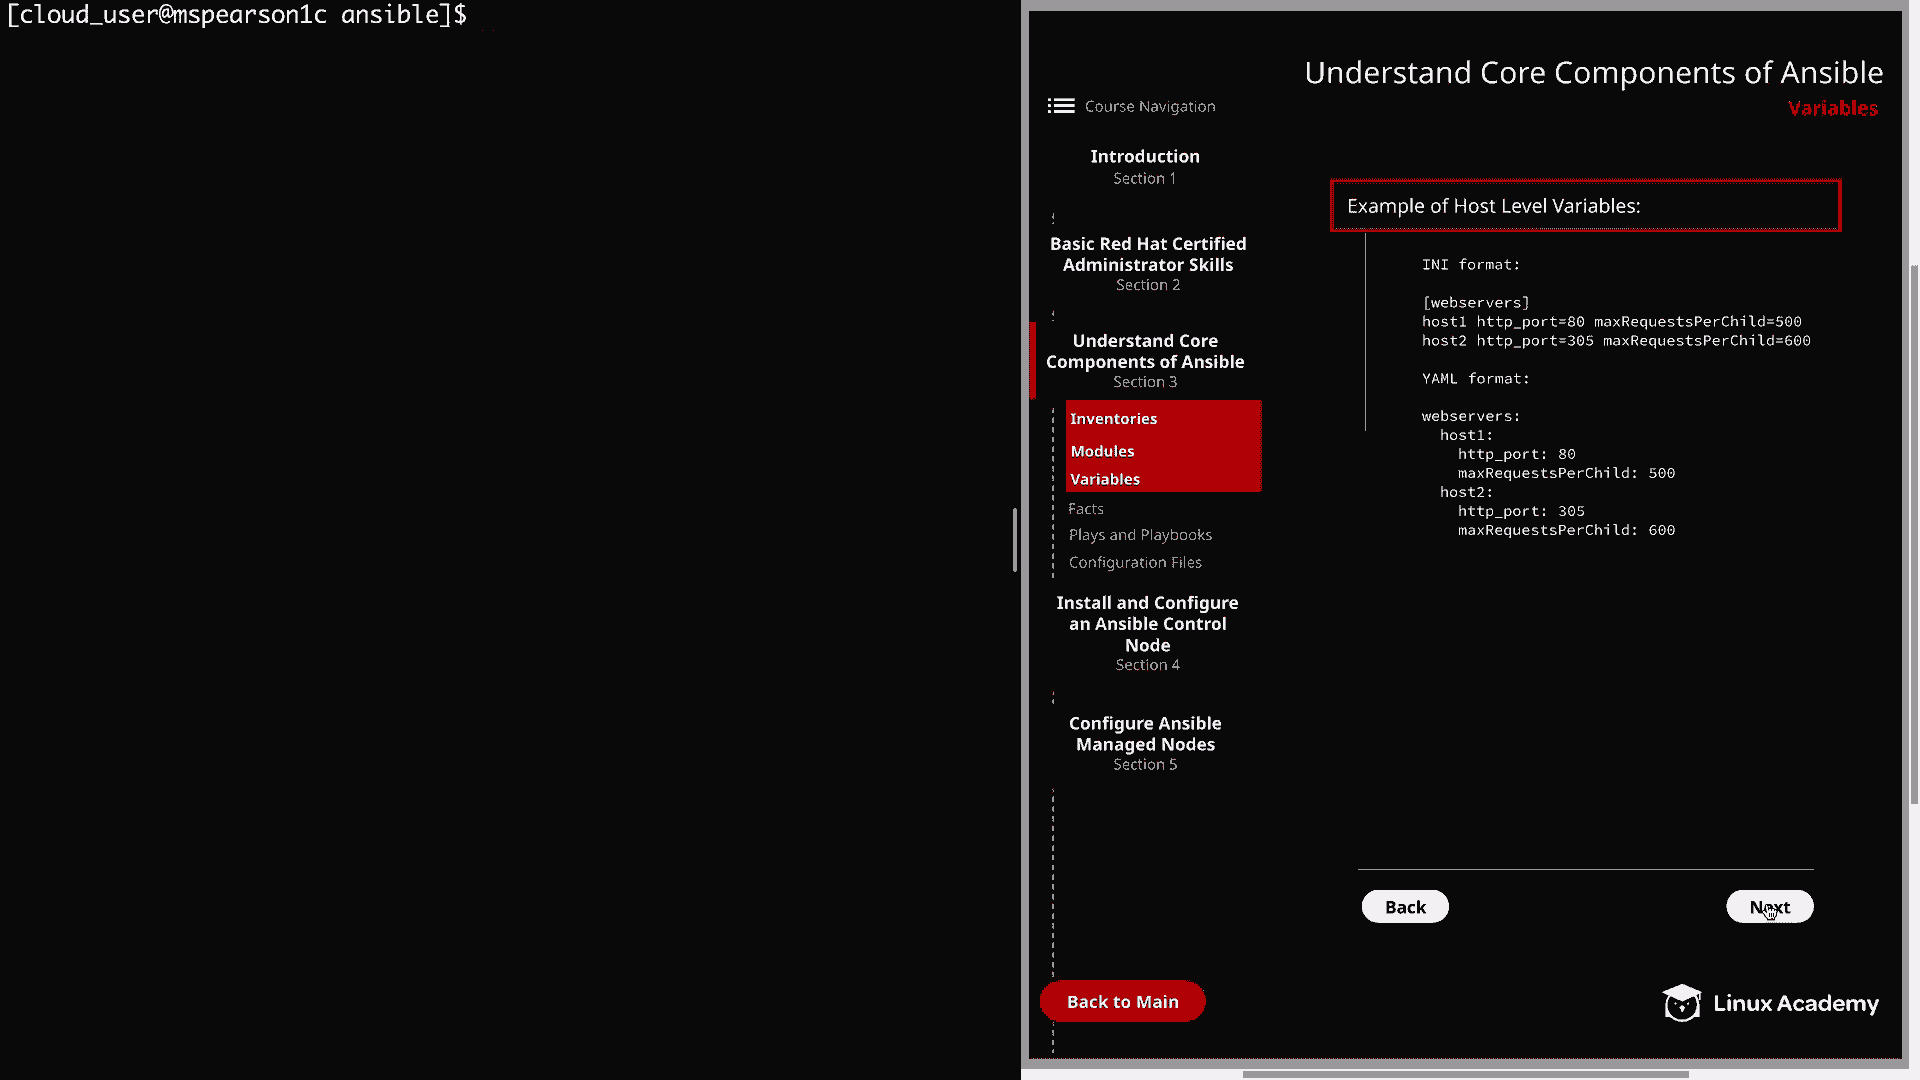 [cloud_user@mspearson1c ansible]$
Understand Core Components of Ansible
Variables
Course Navigation
Introduction
Section 1
Basic Red Hat Certified
Administrator Skills
Section 2
Understand Core
Components of Ansible
Section 3
Inventories
Modules
Variables
Facts
Plays and Playbooks
Configuration Files
Install and Configure
an Ansible Control
Node
Section 4
Configure Ansible
Managed Nodes
Section 5
Back to Main
Example of Host Level Variables:
INI format:
[webservers]
host1 http_port=80 maxRequestsPerChild=500
host2 http_port=305 maxRequestsPerChild=600
YAML format:
webservers:
  host1:
    http_port: 80
    maxRequestsPerChild: 500
  host2:
    http_port: 305
    maxRequestsPerChild: 600
Back
Next
Linux Academy